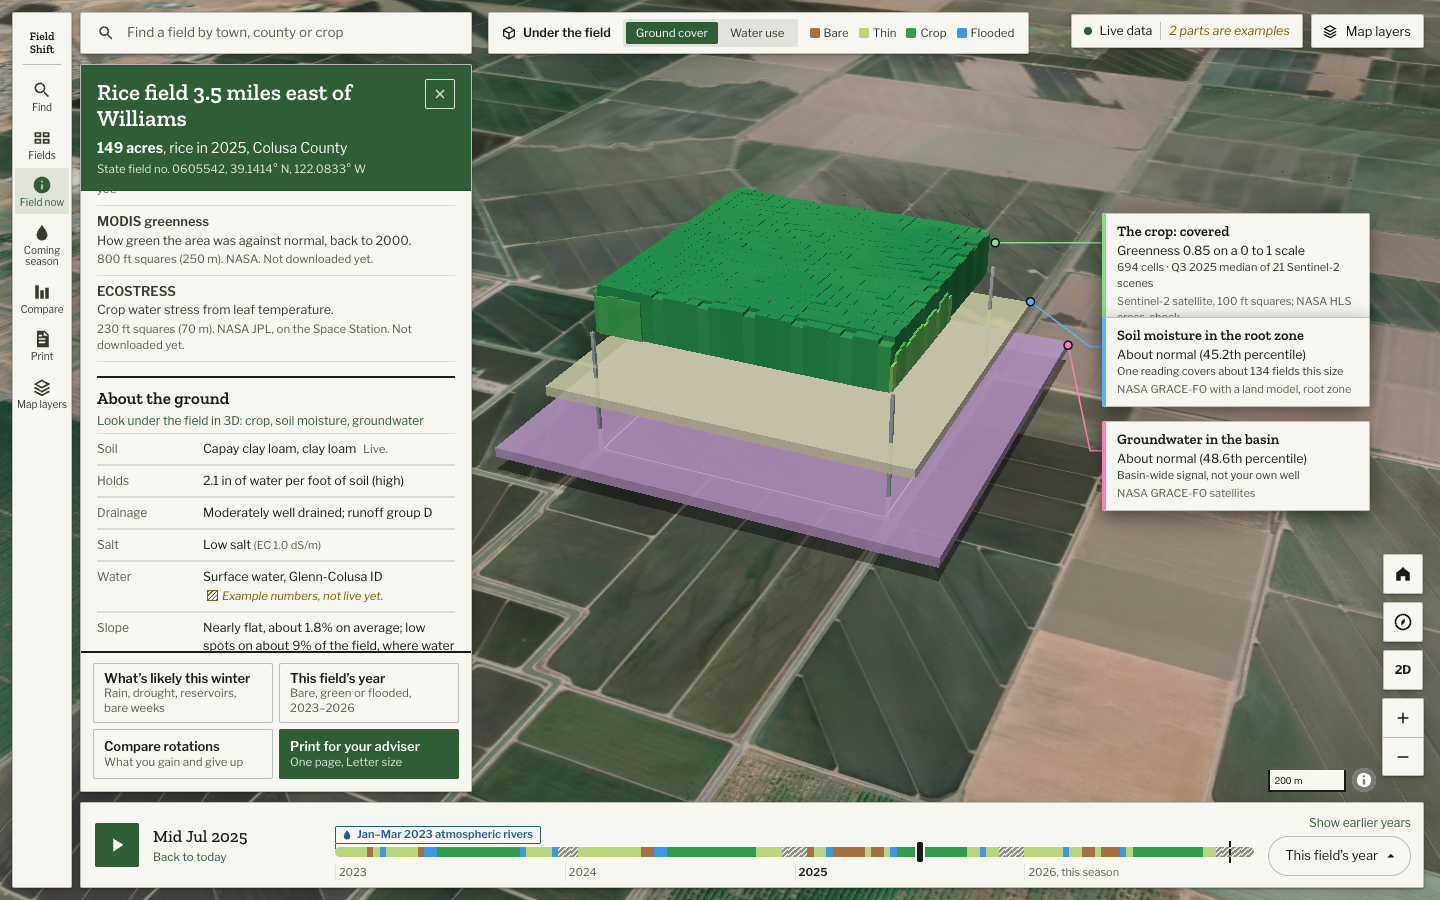 Field
Shift
Find
Fields
Field now
Coming
season
Compare
Print
Map layers
Find a field by town, county or crop
Under the field
Ground cover
Water use
Bare
Thin
Crop
Flooded
Live data
2 parts are examples
Map layers
Rice field 3.5 miles east of
Williams
149 acres, rice in 2025, Colusa County
State field no. 0605542, 39.1414° N, 122.0833° W
yet.
MODIS greenness
How green the area was against normal, back to 2000.
800 ft squares (250 m). NASA. Not downloaded yet.
ECOSTRESS
Crop water stress from leaf temperature.
230 ft squares (70 m). NASA JPL, on the Space Station. Not
downloaded yet.
About the ground
Look under the field in 3D: crop, soil moisture, groundwater
Soil
Capay clay loam, clay loam Live.
Holds
2.1 in of water per foot of soil (high)
Drainage
Moderately well drained; runoff group D
Salt
Low salt (EC 1.0 dS/m)
Water
Surface water, Glenn-Colusa ID
Example numbers, not live yet.
Slope
Nearly flat, about 1.8% on average; low
spots on about 9% of the field, where water
What's likely this winter
Rain, drought, reservoirs,
bare weeks
This field's year
Bare, green or flooded,
2023–2026
Compare rotations
What you gain and give up
Print for your adviser
One page, Letter size
The crop: covered
Greenness 0.85 on a 0 to 1 scale
694 cells · Q3 2025 median of 21 Sentinel-2
scenes
Sentinel-2 satellite, 100 ft squares; NASA HLS
cross-check
Soil moisture in the root zone
About normal (45.2th percentile)
One reading covers about 134 fields this size
NASA GRACE-FO with a land model, root zone
Groundwater in the basin
About normal (48.6th percentile)
Basin-wide signal, not your own well
NASA GRACE-FO satellites
2D
200 m
Mid Jul 2025
Back to today
Jan–Mar 2023 atmospheric rivers
2023
2024
2025
2026, this season
Show earlier years
This field's year